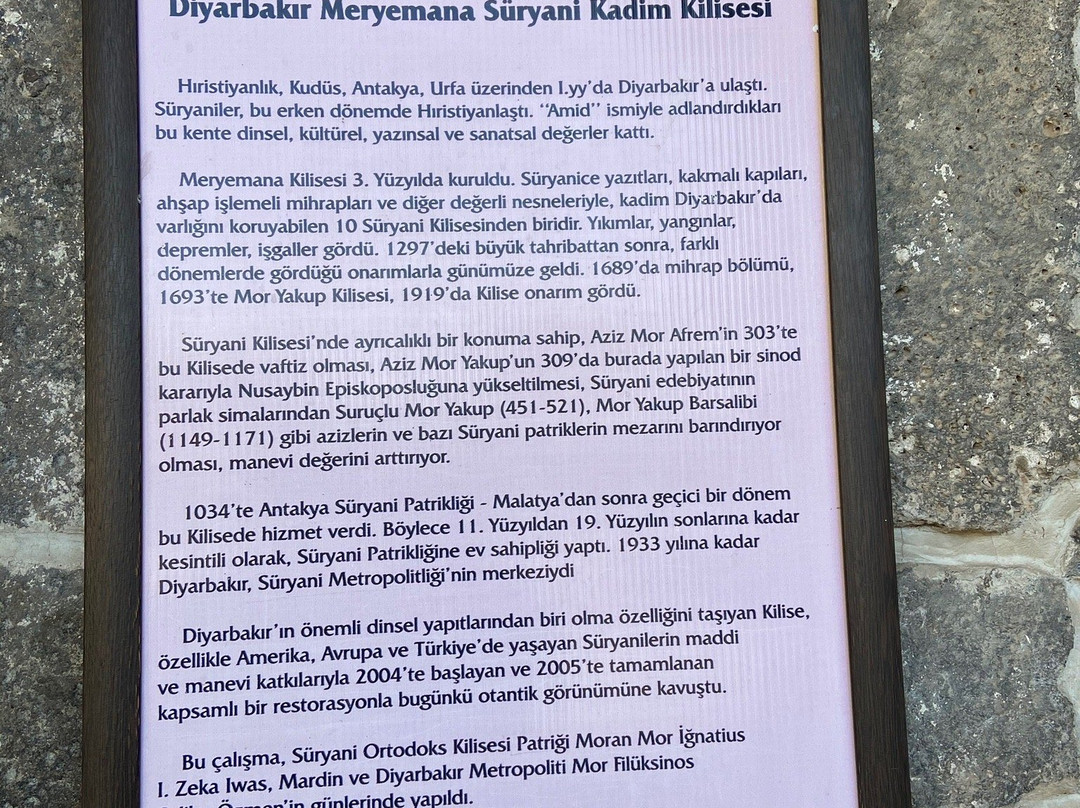 Diyarbakır Meryemana Süryani Kadim Kilisesi
Hıristiyanlık, Kudüs, Antakya, Urfa üzerinden I.yy'da Diyarbakır'a ulaştı.
Süryaniler, bu erken dönemde Hıristiyanlaştı. "Amid" ismiyle adlandırdıkları
bu kente dinsel, kültürel, yazınsal ve sanatsal değerler kattı.
Meryemana Kilisesi 3. Yüzyılda kuruldu. Süryanice yazıtları, kakmalı kapıları,
ahşap işlemeli mihrapları ve diğer değerli nesneleriyle, kadim Diyarbakır'da
varlığını koruyabilen 10 Süryani Kilisesinden biridir. Yıkımlar, yangınlar,
depremler, işgaller gördü. 1297'deki büyük tahribattan sonra, farklı
dönemlerde gördüğü onarımlarla günümüze geldi. 1689'da mihrap bölümü,
1693'te Mor Yakup Kilisesi, 1919'da Kilise onarım gördü.
Süryani Kilisesi'nde ayrıcalıklı bir konuma sahip, Aziz Mor Afrem'in 303'te
bu Kilisede vaftiz olması, Aziz Mor Yakup'un 309'da burada yapılan bir sinod
kararıyla Nusaybin Episkoposluğuna yükseltilmesi, Süryani edebiyatının
parlak simalarından Suruçlu Mor Yakup (451-521), Mor Yakup Barsalibi
(1149-1171) gibi azizlerin ve bazı Süryani patriklerin mezarını barındırıyor
olması, manevi değerini arttırıyor.
1034'te Antakya Süryani Patrikliği - Malatya'dan sonra geçici bir dönem
bu Kilisede hizmet verdi. Böylece 11. Yüzyıldan 19. Yüzyılın sonlarına kadar
kesintili olarak, Süryani Patrikliğine ev sahipliği yaptı. 1933 yılına kadar
Diyarbakır, Süryani Metropolitliği'nin merkeziydi
Diyarbakır'ın önemli dinsel yapıtlarından biri olma özelliğini taşıyan Kilise,
özellikle Amerika, Avrupa ve Türkiye'de yaşayan Süryanilerin maddi
ve manevi katkılarıyla 2004'te başlayan ve 2005'te tamamlanan
kapsamlı bir restorasyonla bugünkü otantik görünümüne kavuştu.
Bu çalışma, Süryani Ortodoks Kilisesi Patriği Moran Mor İğnatius
I. Zeka Iwas, Mardin ve Diyarbakır Metropoliti Mor Filüksinos
Özmen'in günlerinde yapıldı.